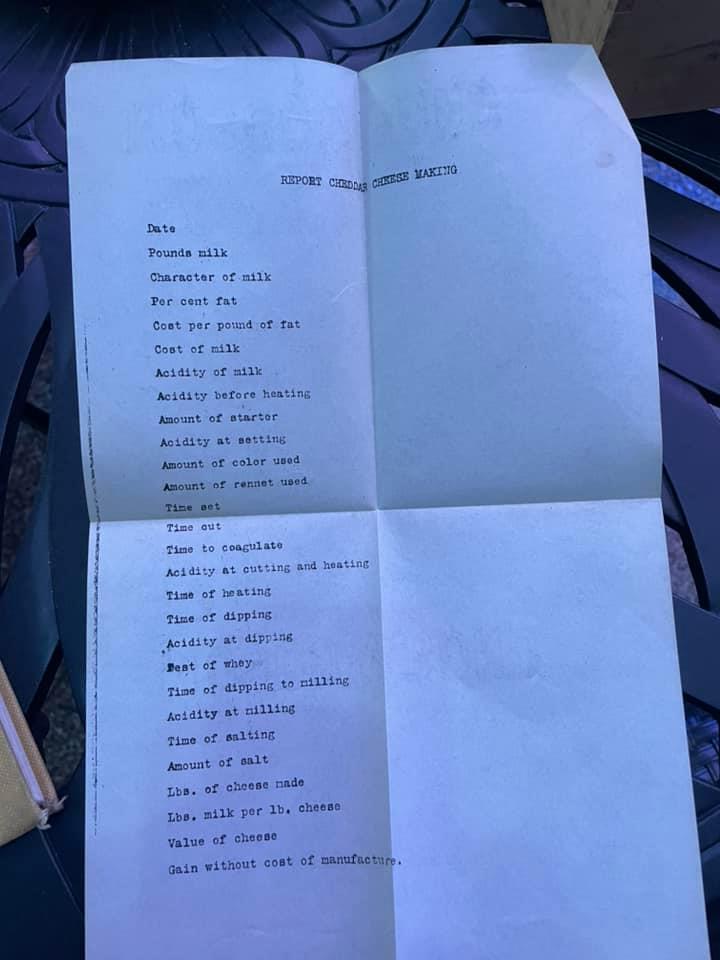 REPORT CHEDDAR CHEESE MAKING
Date
Pounds milk
Character of milk
Per cent fat
Cost per pound of fat
Cost of milk
Acidity of milk
Acidity before heating
Amount of starter
Acidity at setting
Amount of color used
Amount of rennet used
Time set
Time cut
Time to coagulate
Acidity at cutting and heating
Time of heating
Time of dipping
Acidity at dipping
Test of whey
Time of dipping to milling
Acidity at milling
Time of salting
Amount of salt
Lbs. of cheese made
Lbs. milk per lb. cheese
Value of cheese
Gain without cost of manufacture.